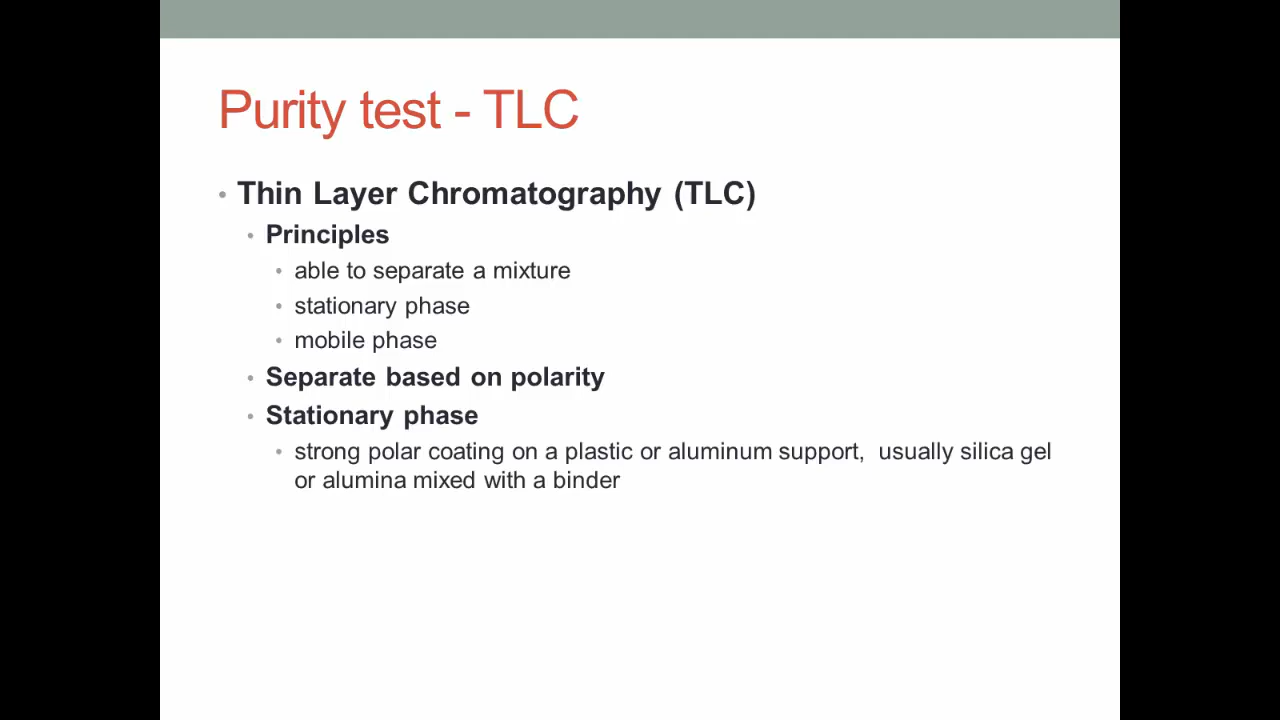 Purity test - TLC
• Thin Layer Chromatography (TLC)
• Principles
• able to separate a mixture
• stationary phase
• mobile phase
• Separate based on polarity
• Stationary phase
• strong polar coating on a plastic or aluminum support,  usually silica gel
or alumina mixed with a binder